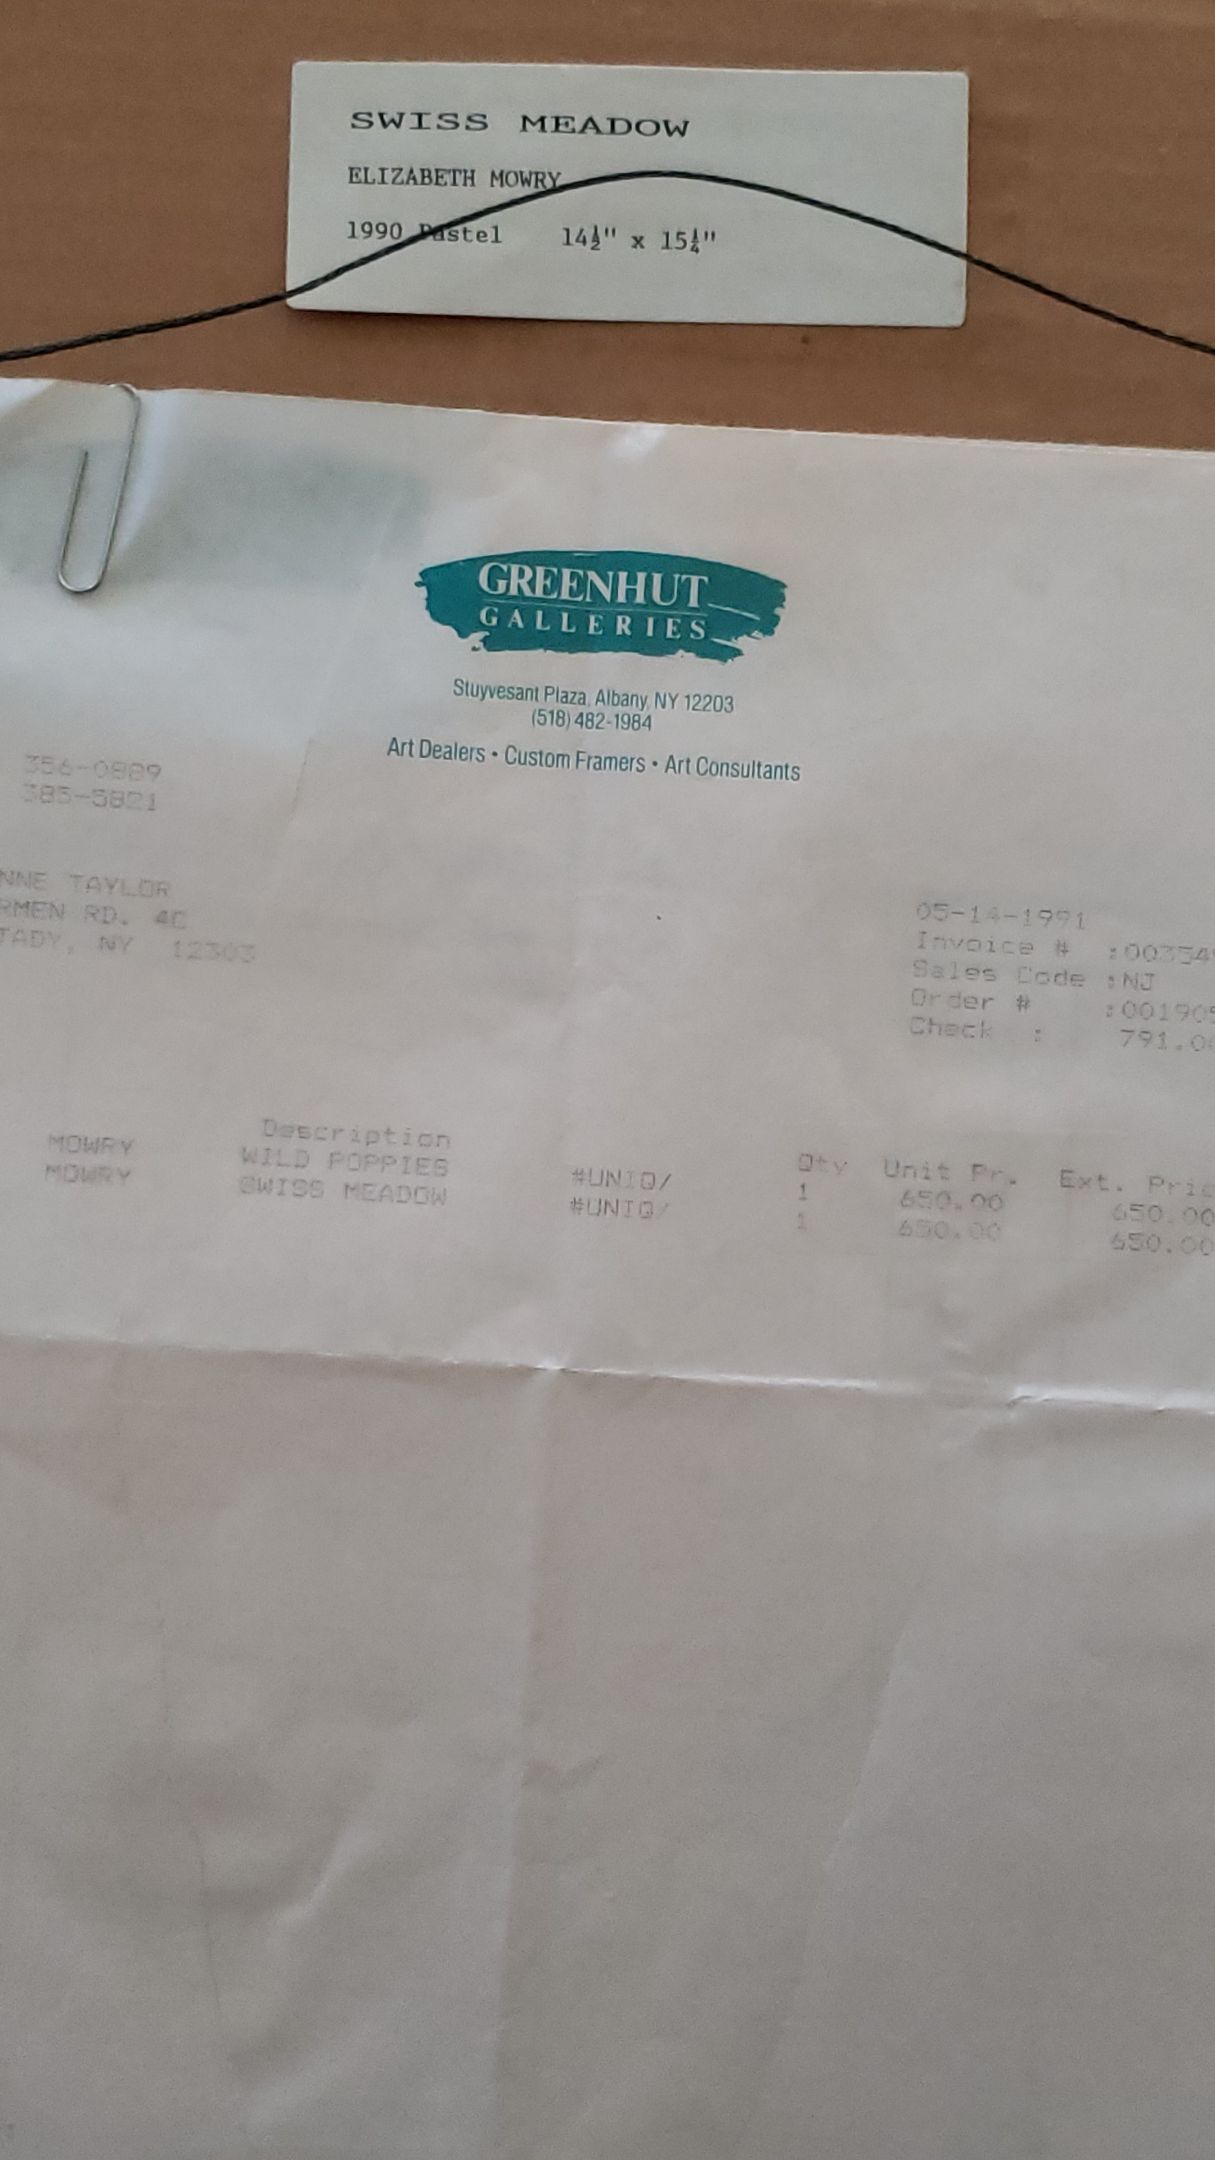 SWISS MEADOW
ELIZABETH MOWRY
1990 Pastel 14½" x 15¼"
GREENHUT
GALLERIES
Stuyvesant Plaza, Albany, NY 12203
(518) 482-1984
Art Dealers • Custom Framers • Art Consultants
356-0889
385-5821
NNE TAYLOR
RMEN RD. 4C
TADY, NY 12303
05-14-1991
Invoice # :00354
Sales Code :NJ
Order # :00190
Check : 791.0
Description Qty Unit Pr. Ext. Pric
MOWRY WILD POPPIES #UNIQ/ 1 650.00 650.00
MOWRY SWISS MEADOW #UNIQ/ 1 650.00 650.00